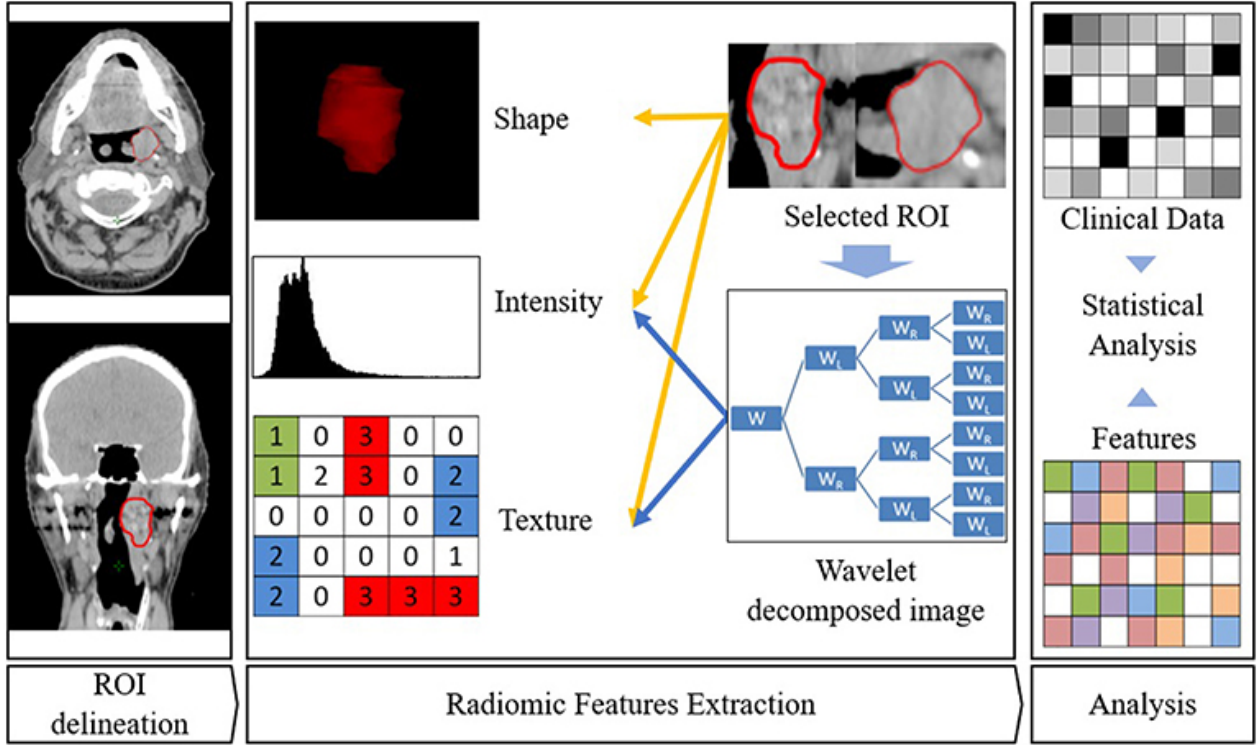 Shape
Intensity
Texture
1 0 3 0 0
1 2 3 0 2
0 0 0 0 2
2 0 0 0 1
2 0 3 3 3
Selected ROI
W
W_L
W_R
W_R
W_L
W_R
W_L
W_R
W_L
W_R
W_L
W_R
W_L
W_R
W_L
Wavelet
decomposed image
Clinical Data
Statistical
Analysis
Features
ROI
delineation
Radiomic Features Extraction
Analysis